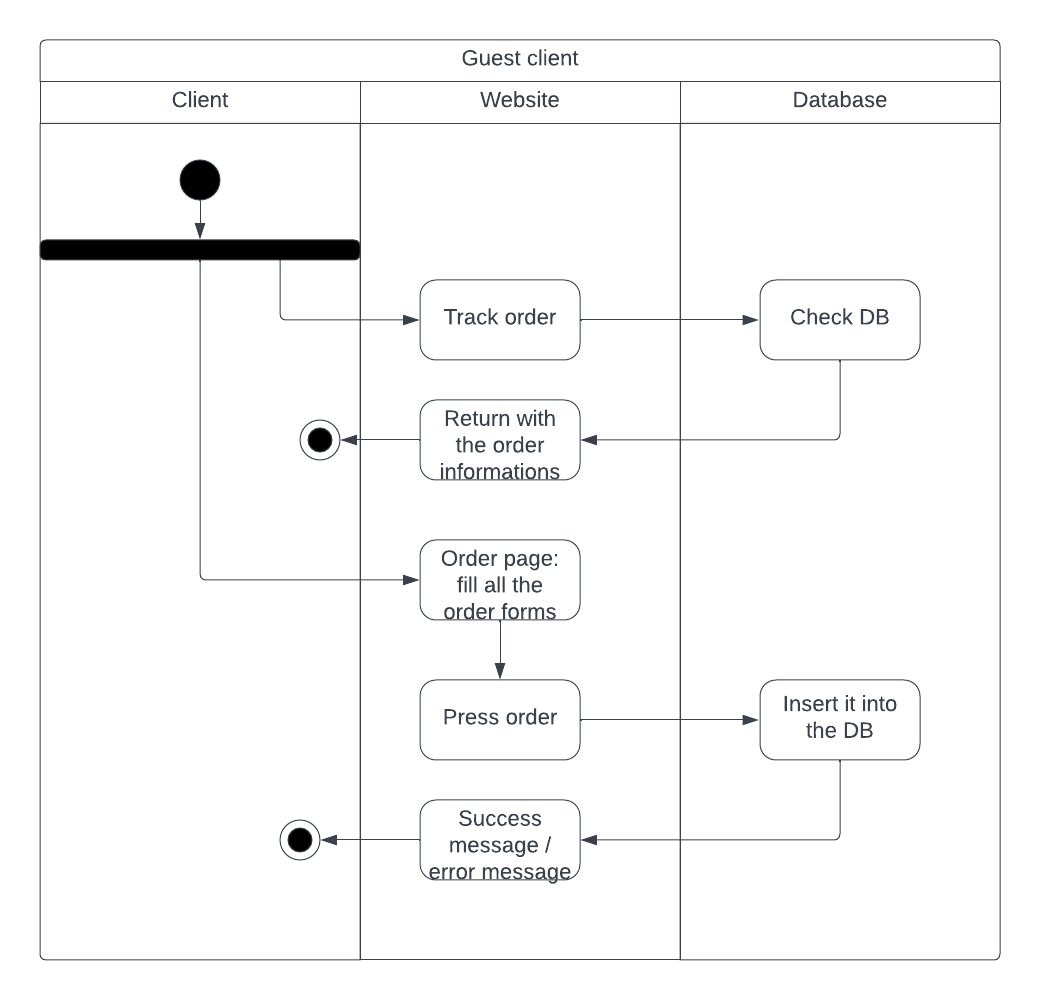 Guest client
Client
Website
Database
Track order
Check DB
Return with
the order
informations
Order page:
fill all the
order forms
Press order
Insert it into
the DB
Success
message /
error message